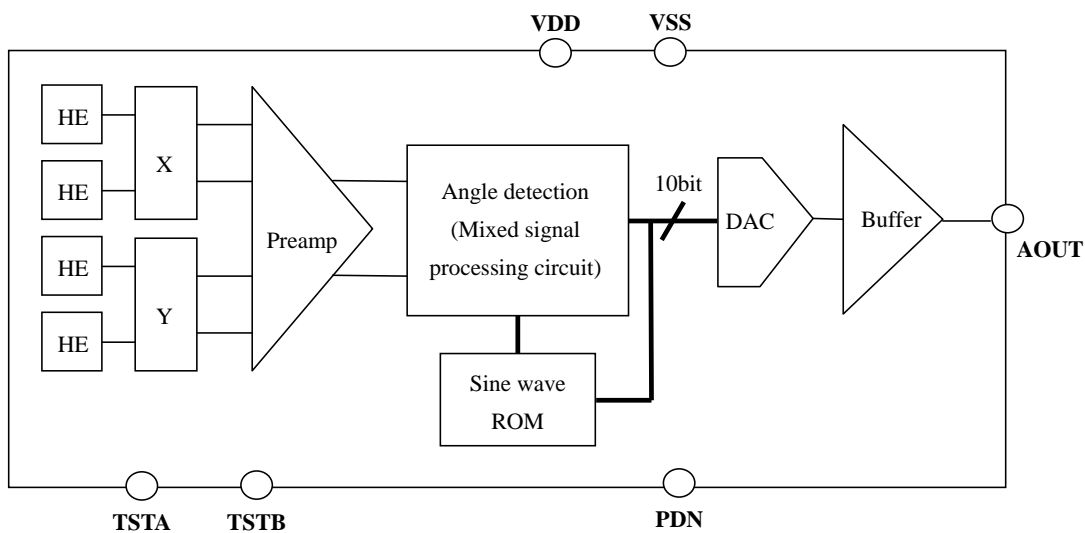 VDD
VSS
HE
HE
HE
HE
X
Y
Preamp
Angle detection
(Mixed signal
processing circuit)
Sine wave
ROM
10bit
DAC
Buffer
AOUT
TSTA
TSTB
PDN